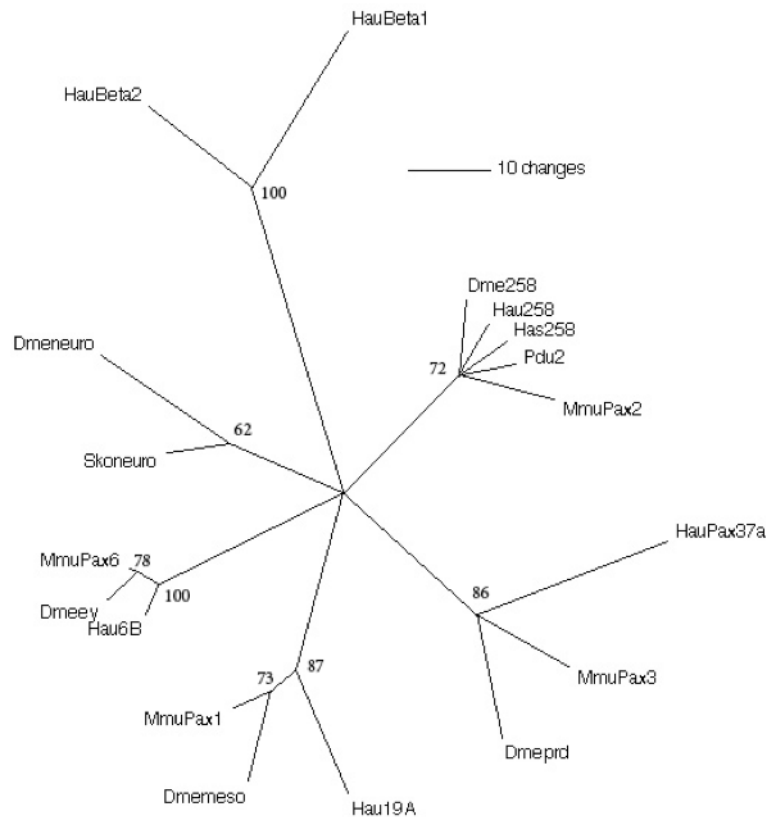 HauBeta1
HauBeta2
100
10 changes
Dme258
Hau258
Has258
Pdu2
72
MmuPax2
Dmeneuro
62
Skoneuro
HauPax37a
MmuPax6
78
86
Dmeey
100
Hau6B
87
73
MmuPax3
MmuPax1
Dmeprd
Dmemeso
Hau19A